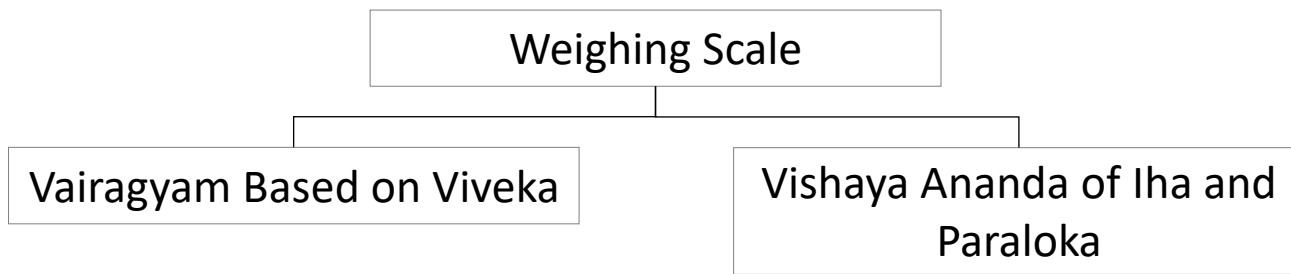 Weighing Scale
Vairagyam Based on Viveka
Vishaya Ananda of Iha and
Paraloka